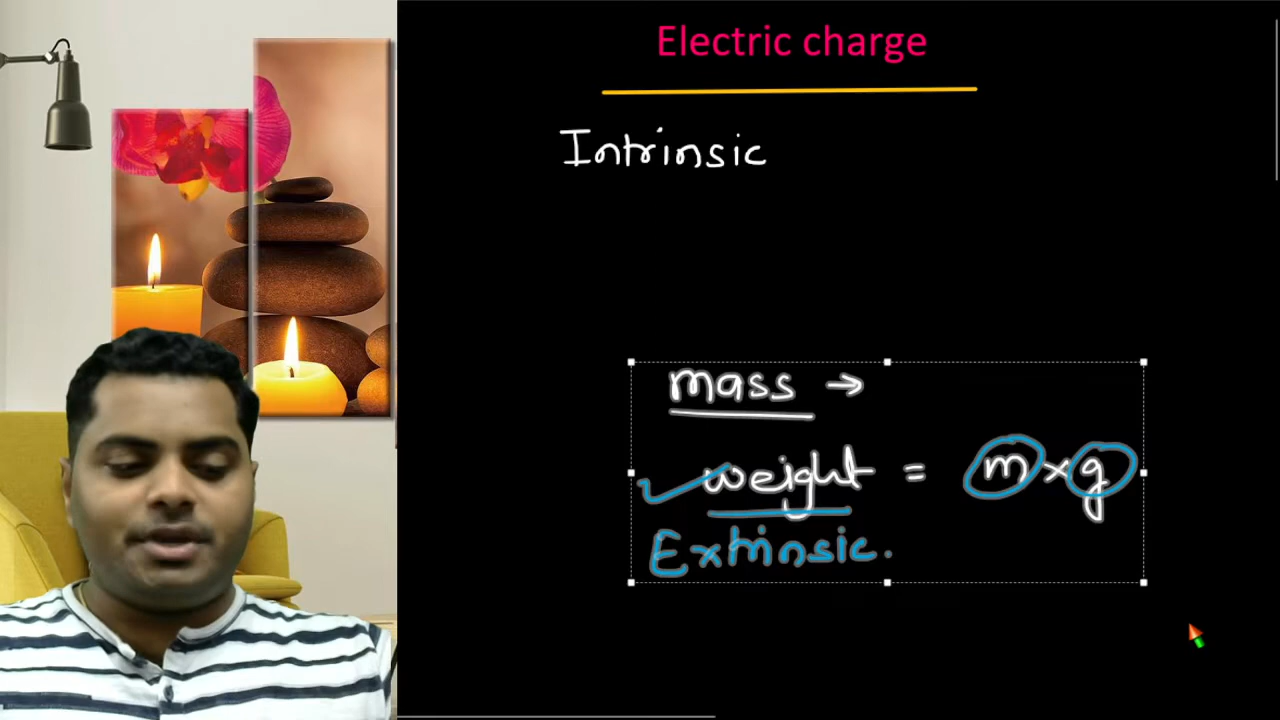 Electric charge
Intrinsic
mass →
weight = m×g
Extrinsic.